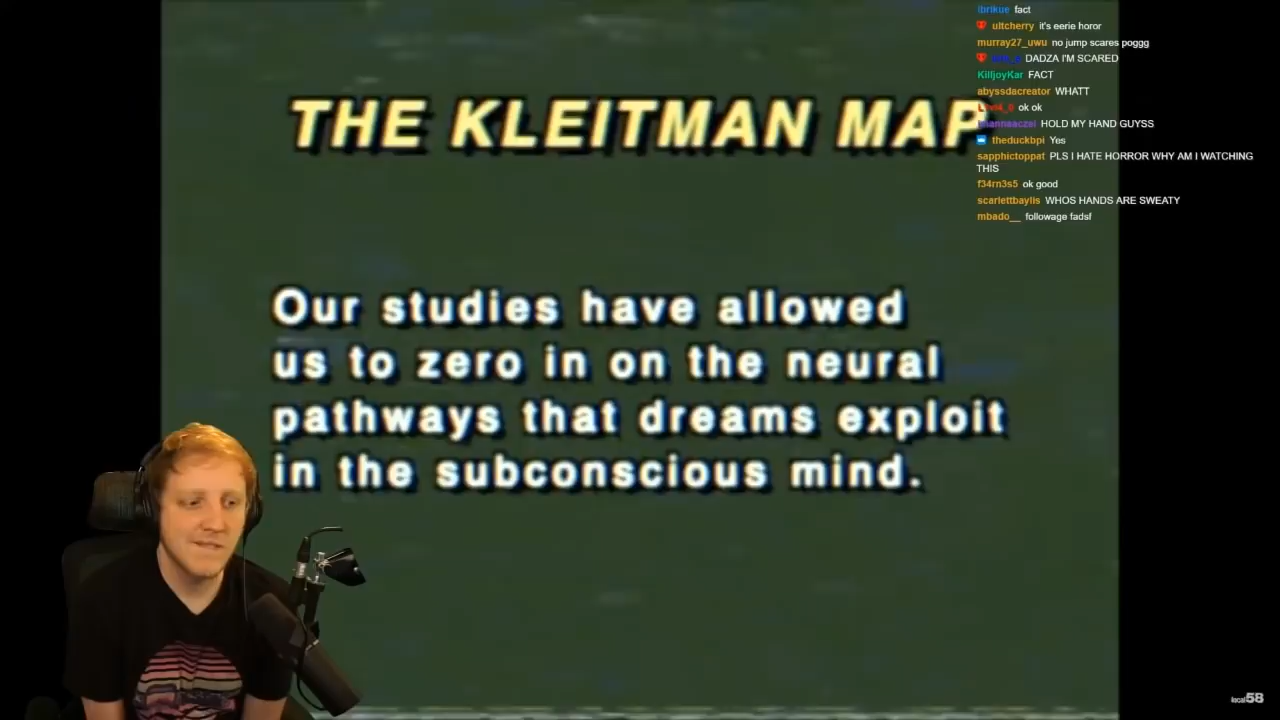 THE KLEITMAN MAP
Our studies have allowed
us to zero in on the neural
pathways that dreams exploit
in the subconscious mind.
fact
ultcherry it's eerie horor
murray27_uwu no jump scares poggg
DADZA I'M SCARED
KilljoyKar FACT
abyssdacreator WHATT
ok ok
HOLD MY HAND GUYSS
theduckbpi Yes
sapphictoppat PLS I HATE HORROR WHY AM I WATCHING
THIS
f34rn3s5 ok good
scarlettbaylis WHOS HANDS ARE SWEATY
mbado__ followage fadsf
local58